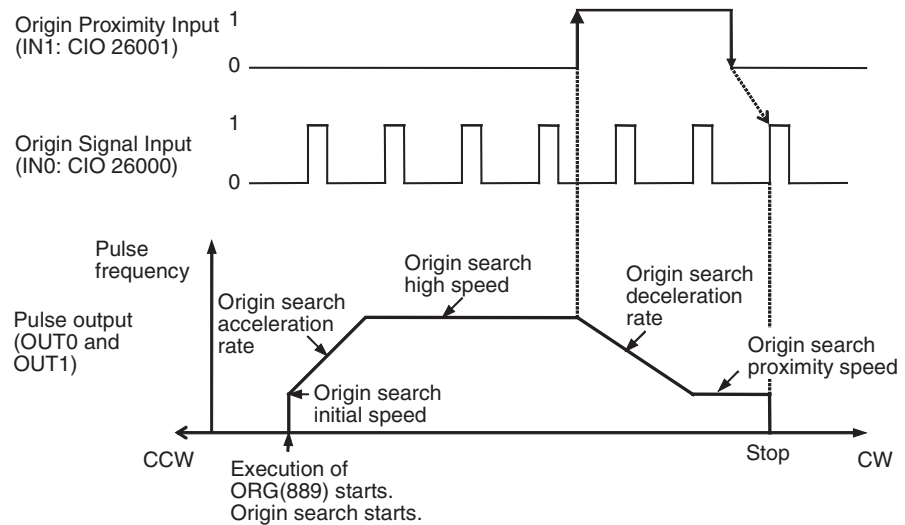 Origin Proximity Input
(IN1: CIO 26001)
1
0
Origin Signal Input
(IN0: CIO 26000)
1
0
Pulse
frequency
Pulse output
(OUT0 and
OUT1)
Origin search
acceleration
rate
Origin search
high speed
Origin search
deceleration
rate
Origin search
proximity speed
Origin search
initial speed
CCW
Execution of
ORG(889) starts.
Origin search starts.
Stop
CW